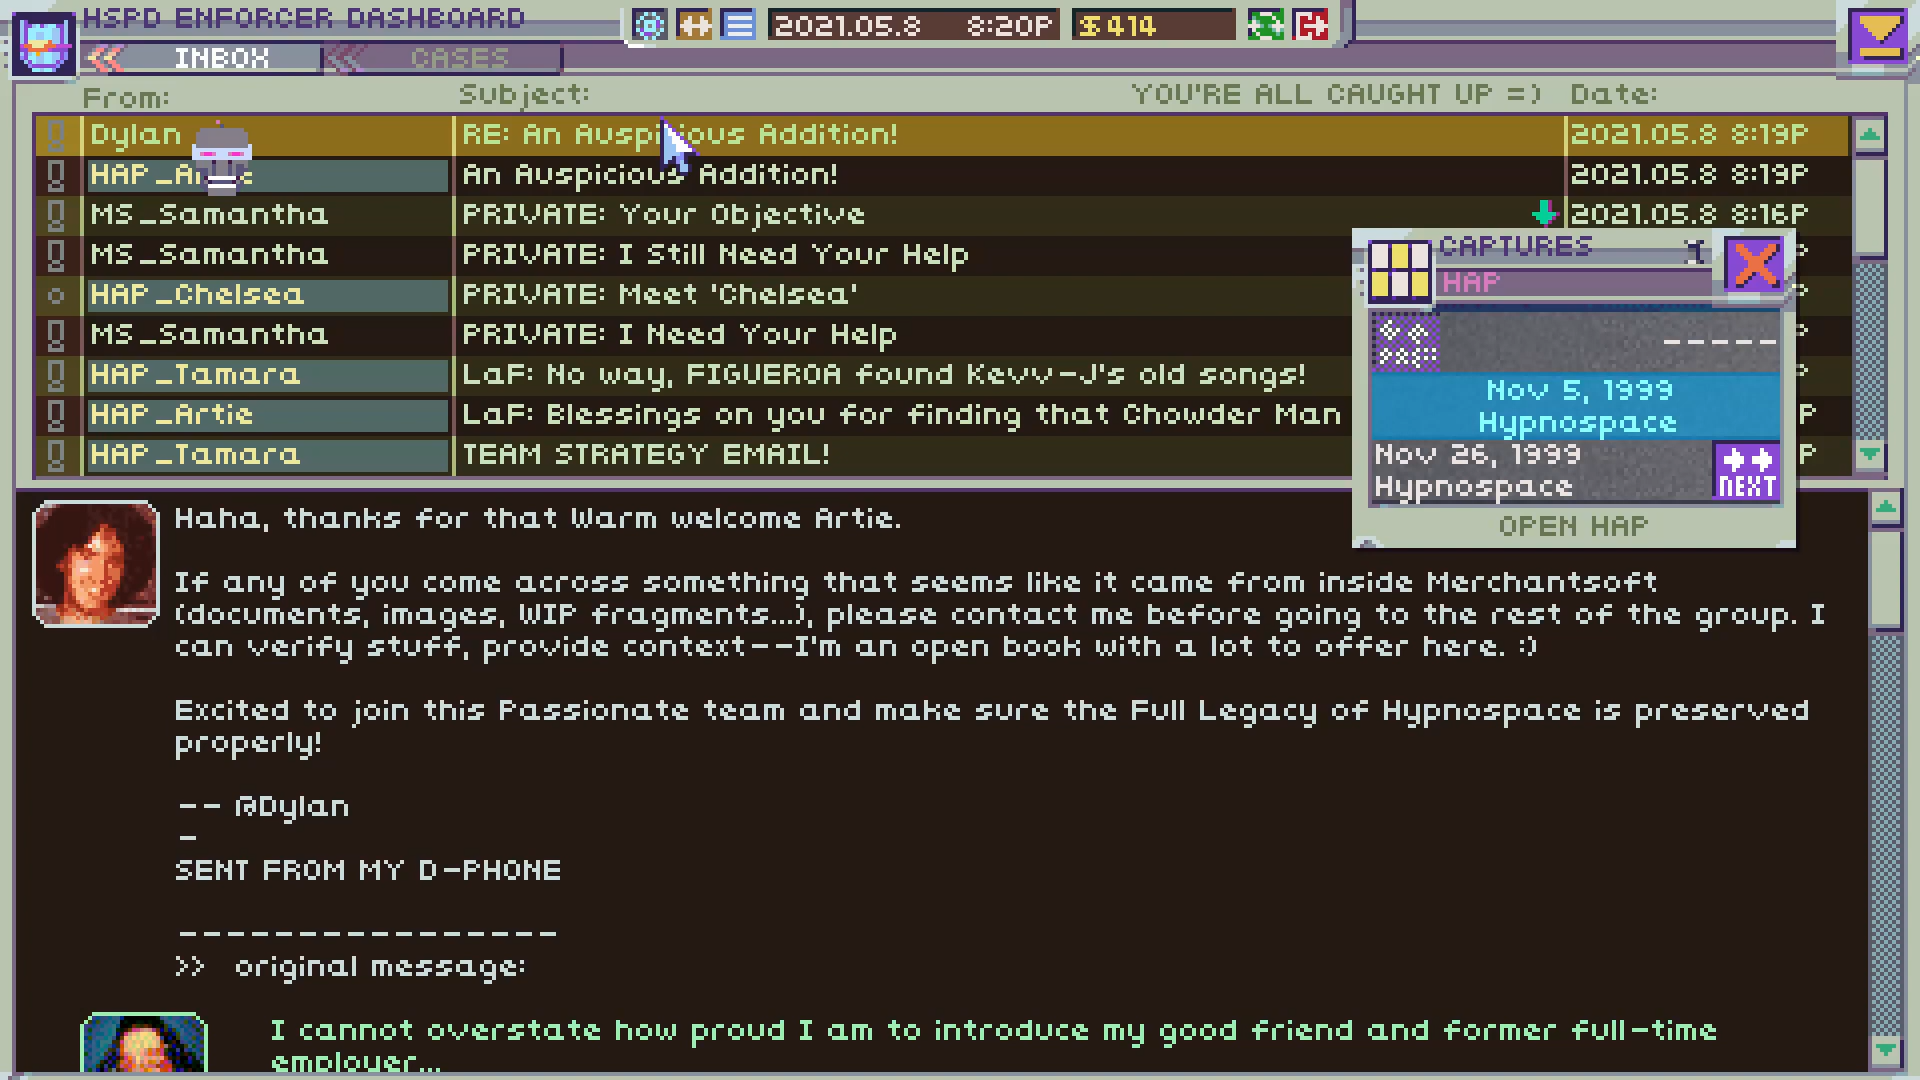 HSPD ENFORCER DASHBOARD
2021.05.8 8:20P
414
INBOX
CASES
From:
Subject:
YOU'RE ALL CAUGHT UP =)
Date:
Dylan
RE: An Auspicious Addition!
2021.05.8 8:19P
An Auspicious Addition!
2021.05.8 8:19P
MS_Samantha
PRIVATE: Your Objective
2021.05.8 8:16P
MS_Samantha
PRIVATE: I Still Need Your Help
HAP_Chelsea
PRIVATE: Meet 'Chelsea'
MS_Samantha
PRIVATE: I Need Your Help
HAP_Tamara
LaF: No way, FIGUEROA found Kevv-J's old songs!
HAP_Artie
LaF: Blessings on you for finding that Chowder Man
HAP_Tamara
TEAM STRATEGY EMAIL!
CAPTURES
HAP
-----
Nov 5, 1999
Hypnospace
Nov 26, 1999
Hypnospace
NEXT
OPEN HAP
Haha, thanks for that Warm welcome Artie.
If any of you come across something that seems like it came from inside Merchantsoft
(documents, images, WIP fragments...), please contact me before going to the rest of the group. I
can verify stuff, provide context--I'm an open book with a lot to offer here. :)
Excited to join this Passionate team and make sure the Full Legacy of Hypnospace is preserved
properly!
-- @Dylan
-
SENT FROM MY D-PHONE
----------------
>> original message:
I cannot overstate how proud I am to introduce my good friend and former full-time
employer...